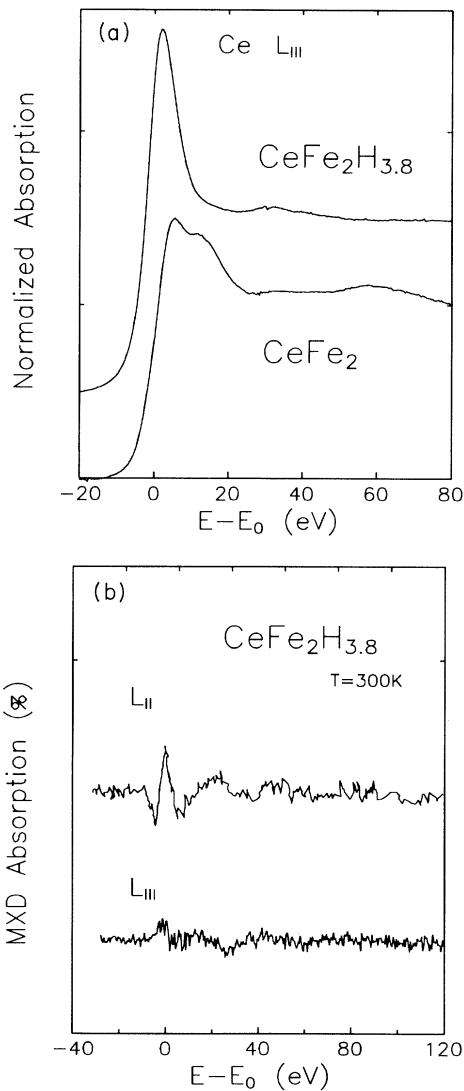 (a)
Ce L_III
CeFe₂H₃.₈
CeFe₂
Normalized Absorption
−20 0 20 40 60 80
E−E₀ (eV)
(b)
CeFe₂H₃.₈
T=300K
L_II
L_III
MXD Absorption (%)
−40 0 40 80 120
E−E₀ (eV)